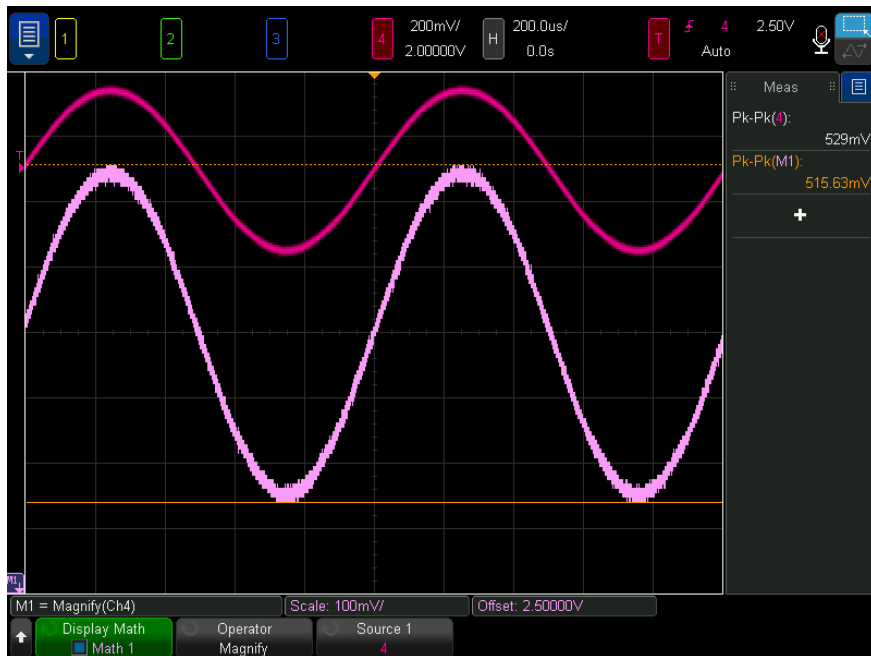 1 2 3 4 200mV/ H 200.0us/ T 4 2.50V
2.00000V 0.0s Auto
Meas
T
Pk-Pk(4):
529mV
Pk-Pk(M1):
515.63mV
+
M1
M1 = Magnify(Ch4) Scale: 100mV/ Offset: 2.50000V
Display Math Operator Source 1
Math 1 Magnify 4